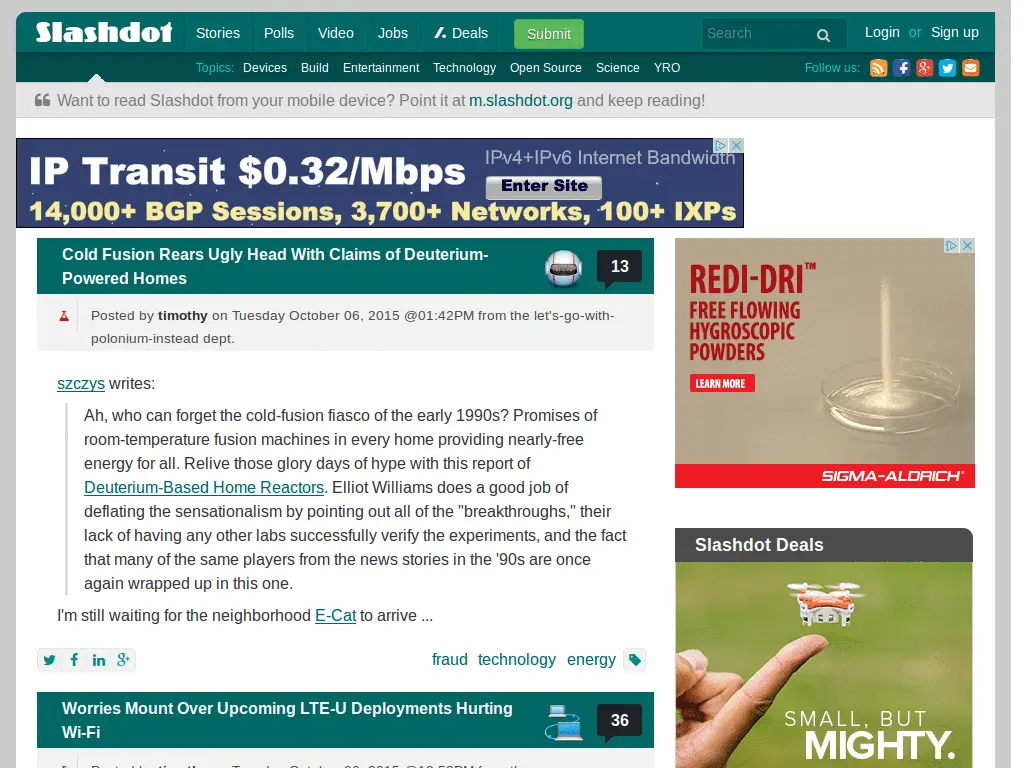 Slashdot Stories Polls Video Jobs Deals Submit Search Login or Sign up
Topics: Devices Build Entertainment Technology Open Source Science YRO Follow us:
Want to read Slashdot from your mobile device? Point it at m.slashdot.org and keep reading!
IP Transit $0.32/Mbps
IPv4+IPv6 Internet Bandwidth
Enter Site
14,000+ BGP Sessions, 3,700+ Networks, 100+ IXPs
Cold Fusion Rears Ugly Head With Claims of Deuterium-
Powered Homes
13
Posted by timothy on Tuesday October 06, 2015 @01:42PM from the let's-go-with-
polonium-instead dept.
szczys writes:
Ah, who can forget the cold-fusion fiasco of the early 1990s? Promises of
room-temperature fusion machines in every home providing nearly-free
energy for all. Relive those glory days of hype with this report of
Deuterium-Based Home Reactors. Elliot Williams does a good job of
deflating the sensationalism by pointing out all of the "breakthroughs," their
lack of having any other labs successfully verify the experiments, and the fact
that many of the same players from the news stories in the '90s are once
again wrapped up in this one.
I'm still waiting for the neighborhood E-Cat to arrive ...
fraud technology energy
Worries Mount Over Upcoming LTE-U Deployments Hurting
Wi-Fi
36
REDI-DRI™
FREE FLOWING
HYGROSCOPIC
POWDERS
LEARN MORE
SIGMA-ALDRICH
Slashdot Deals
SMALL, BUT
MIGHTY.